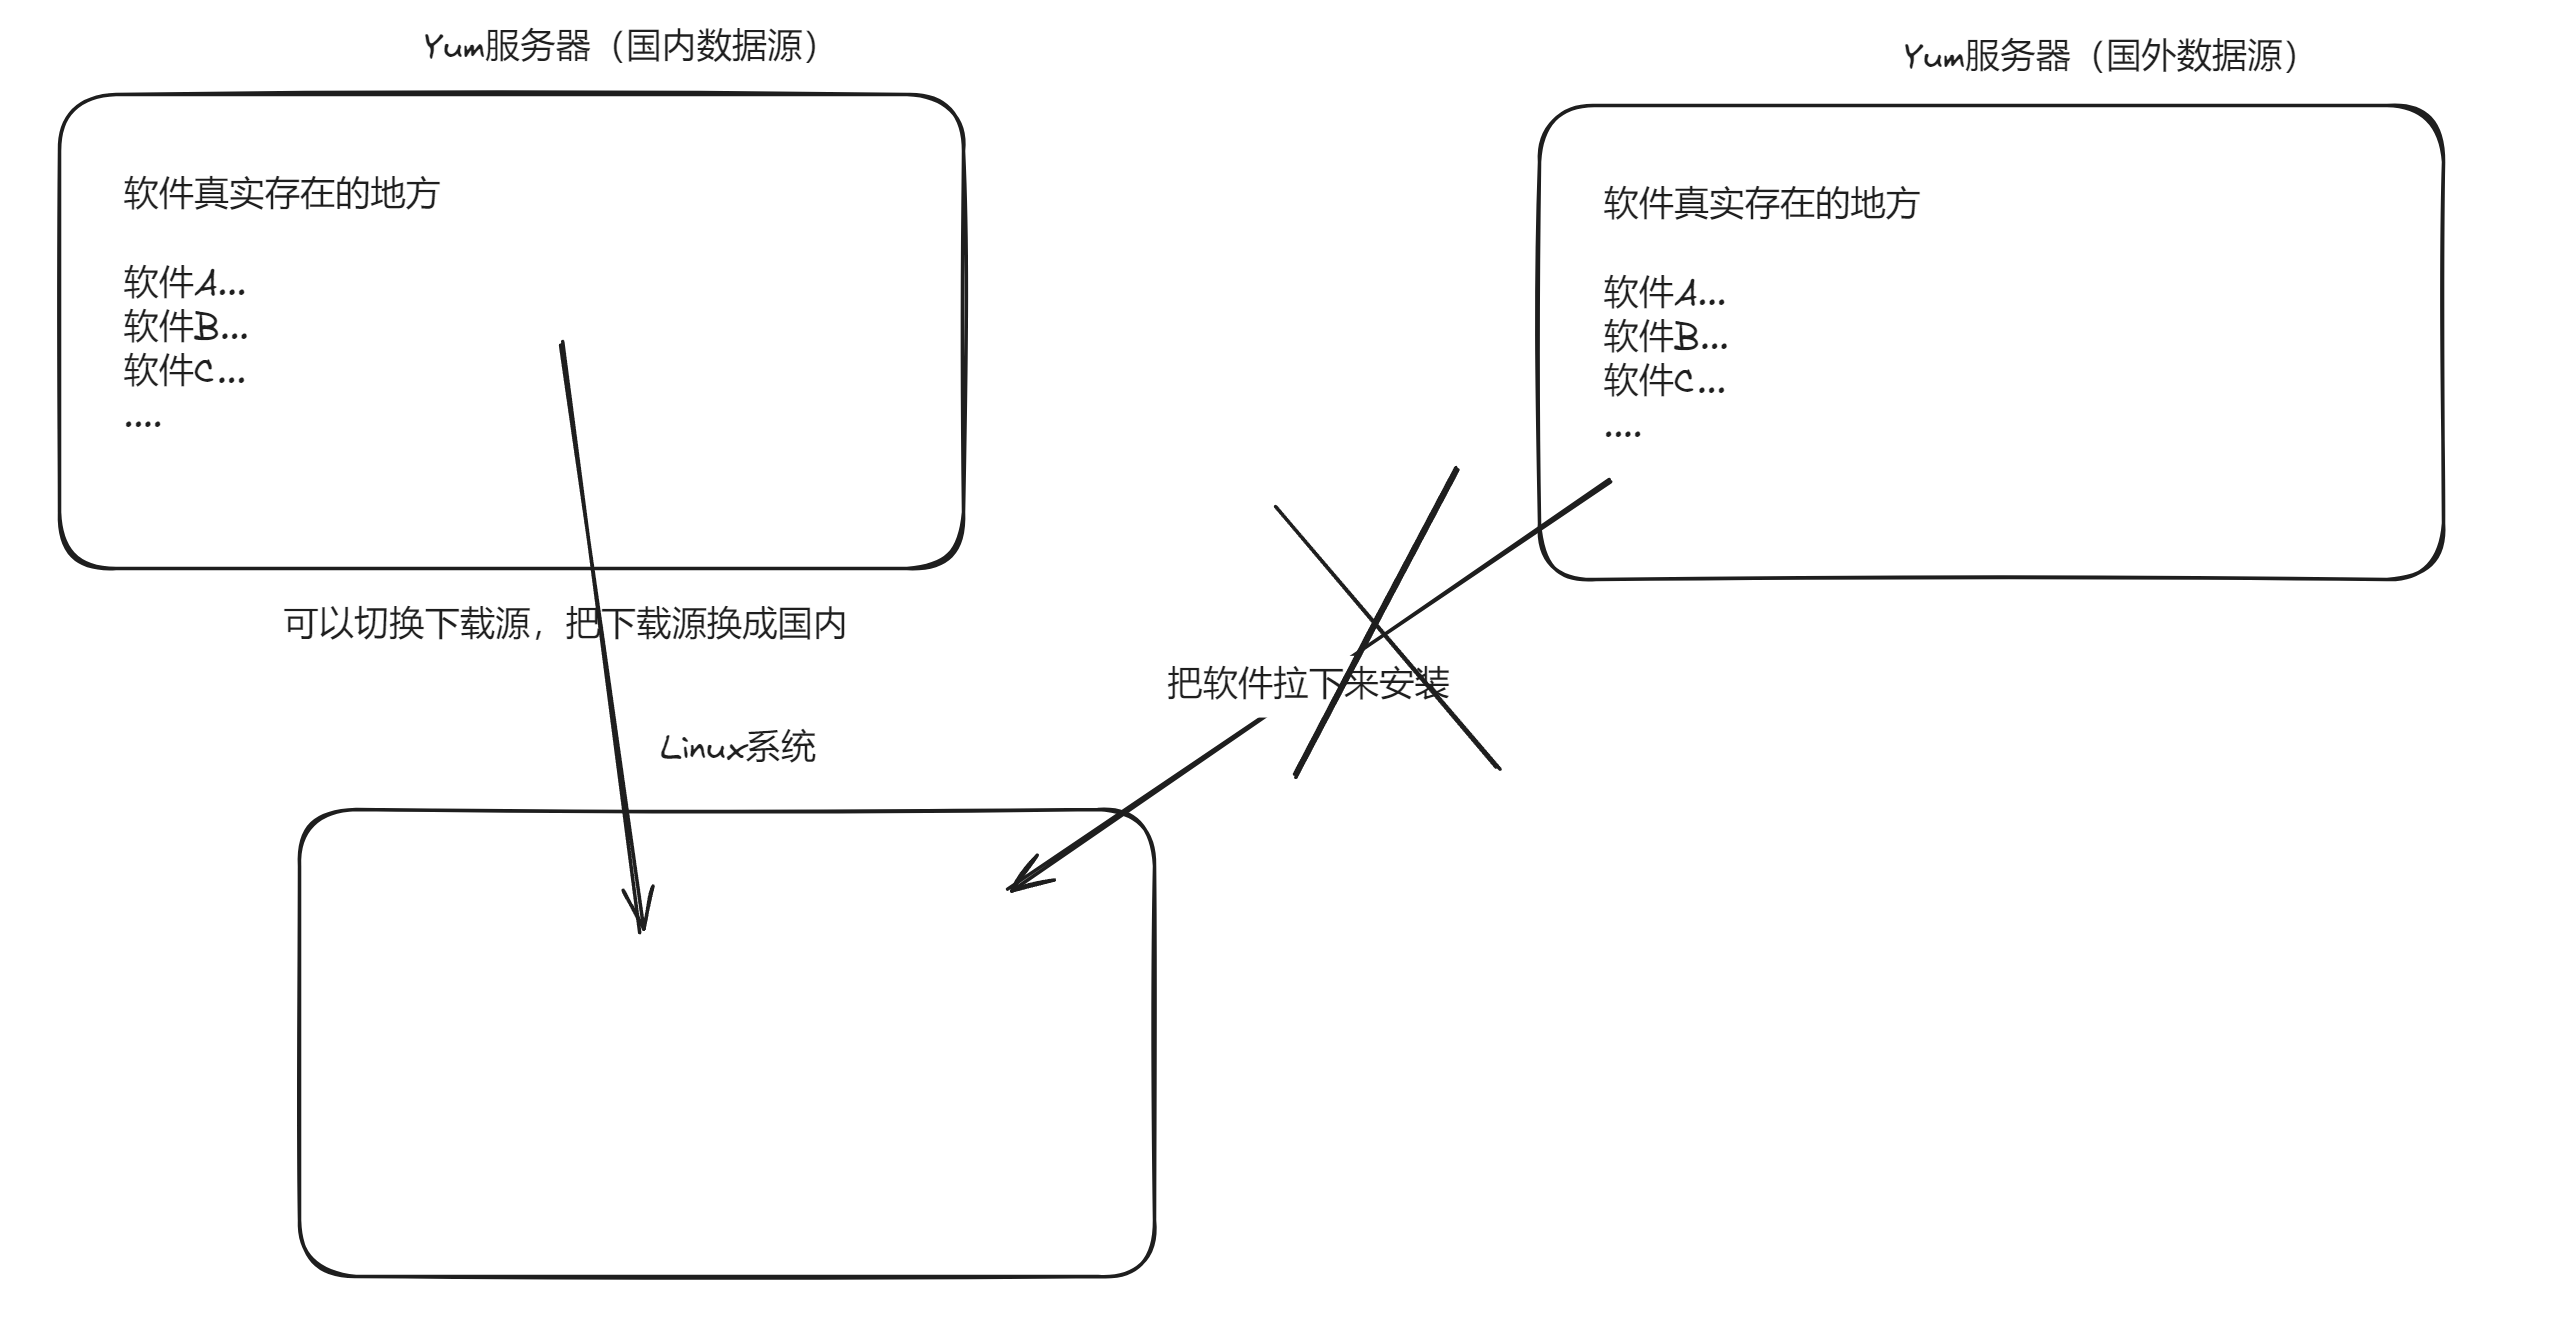 Yum服务器（国内数据源）
软件真实存在的地方
软件A...
软件B...
软件C...
....
Yum服务器（国外数据源）
软件真实存在的地方
软件A...
软件B...
软件C...
....
可以切换下载源，把下载源换成国内
把软件拉下来安装
Linux系统